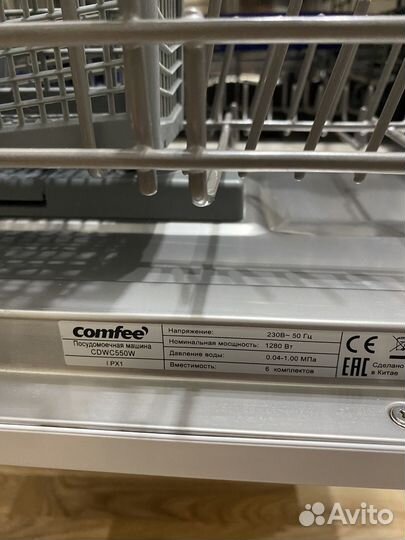 comfee'
Посудомоечная машина
CDWC550W
IPX1
Напряжение: 230В~ 50 Гц
Номинальная мощность: 1280 Вт
Давление воды: 0.04-1.00 МПа
Вместимость: 6 комплектов
CE
EAC Сделано
в Китае
Avito